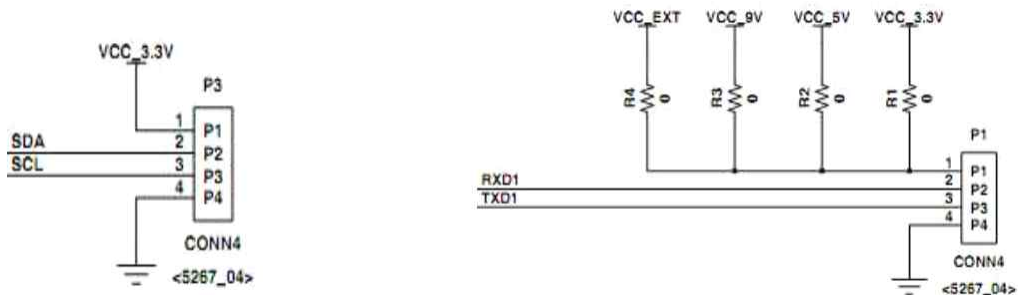 VCC_3.3V
P3
1 P1
SDA 2 P2
SCL 3 P3
4 P4
CONN4
<5267_04>
VCC_EXT VCC_9V VCC_5V VCC_3.3V
R4 0 R3 0 R2 0 R1 0
P1
1 P1
RXD1 2 P2
TXD1 3 P3
4 P4
CONN4
<5267_04>